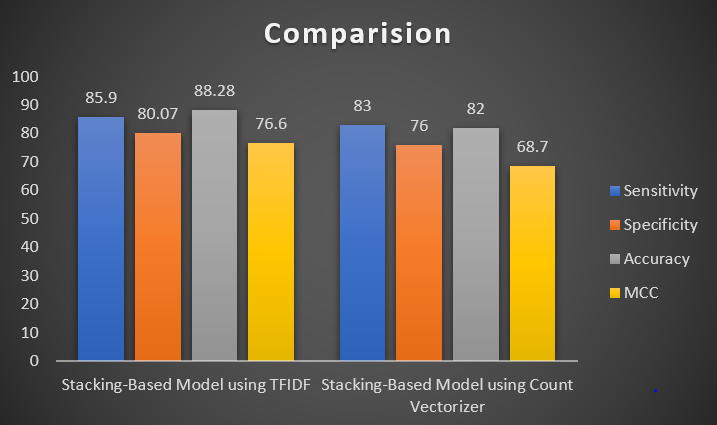 Comparision
100
90
80
70
60
50
40
30
20
10
0
85.9
80.07
88.28
76.6
83
76
82
68.7
Stacking-Based Model using TFIDF
Stacking-Based Model using Count
Vectorizer
Sensitivity
Specificity
Accuracy
MCC